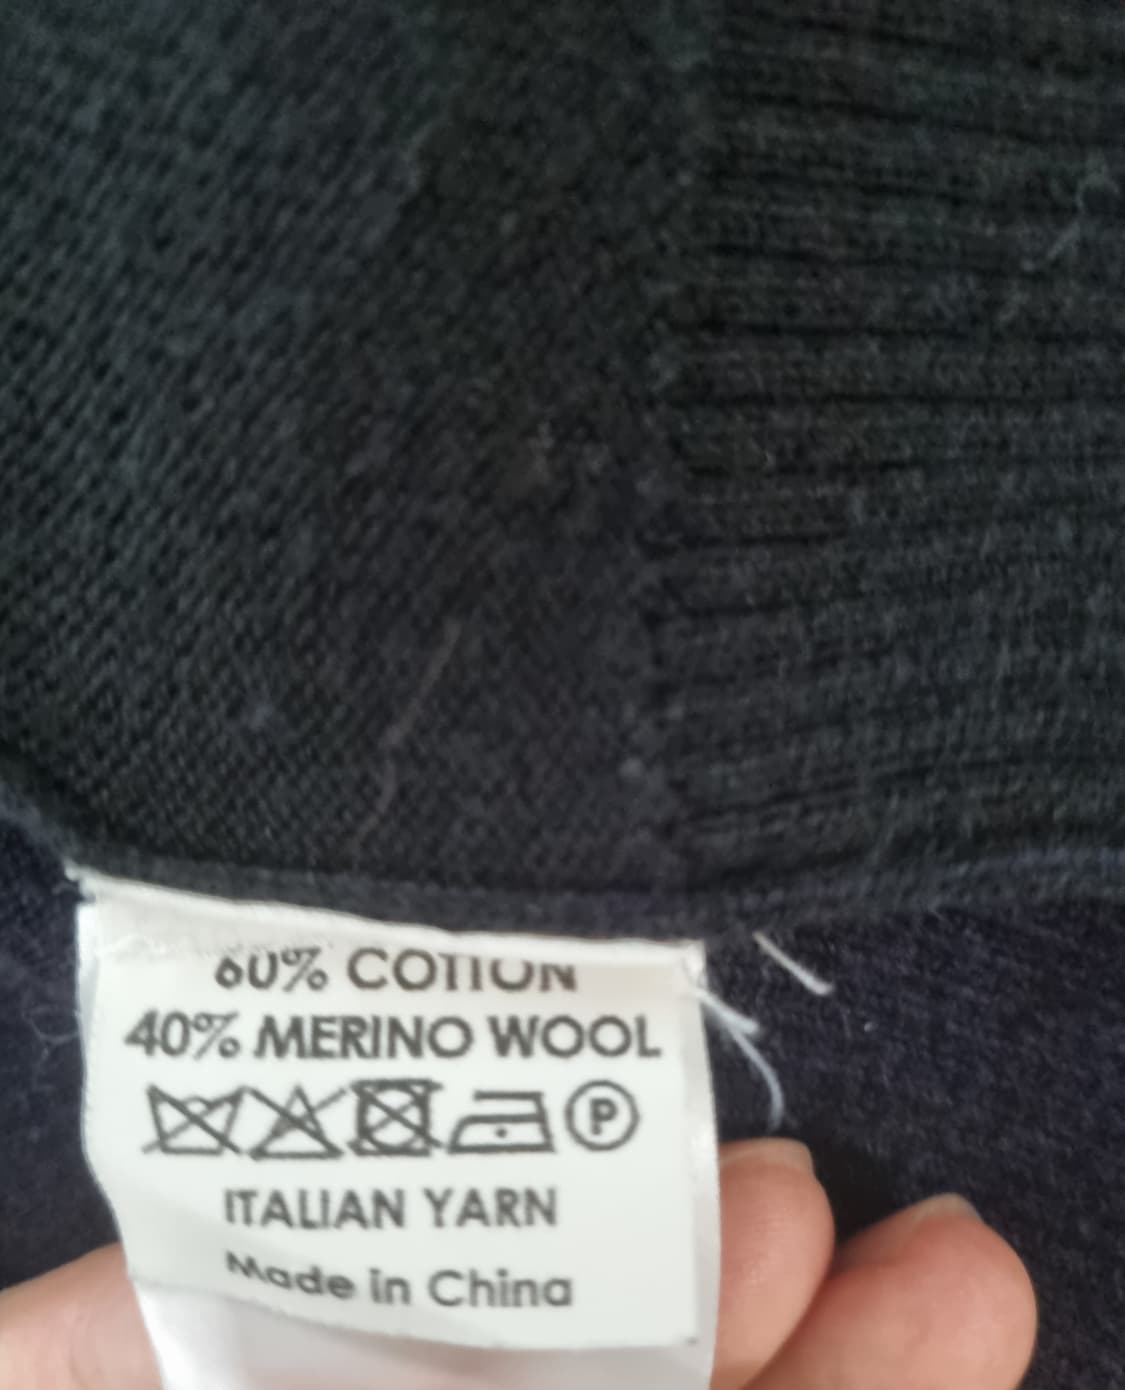 60% COTTON
40% MERINO WOOL
P
ITALIAN YARN
Made in China